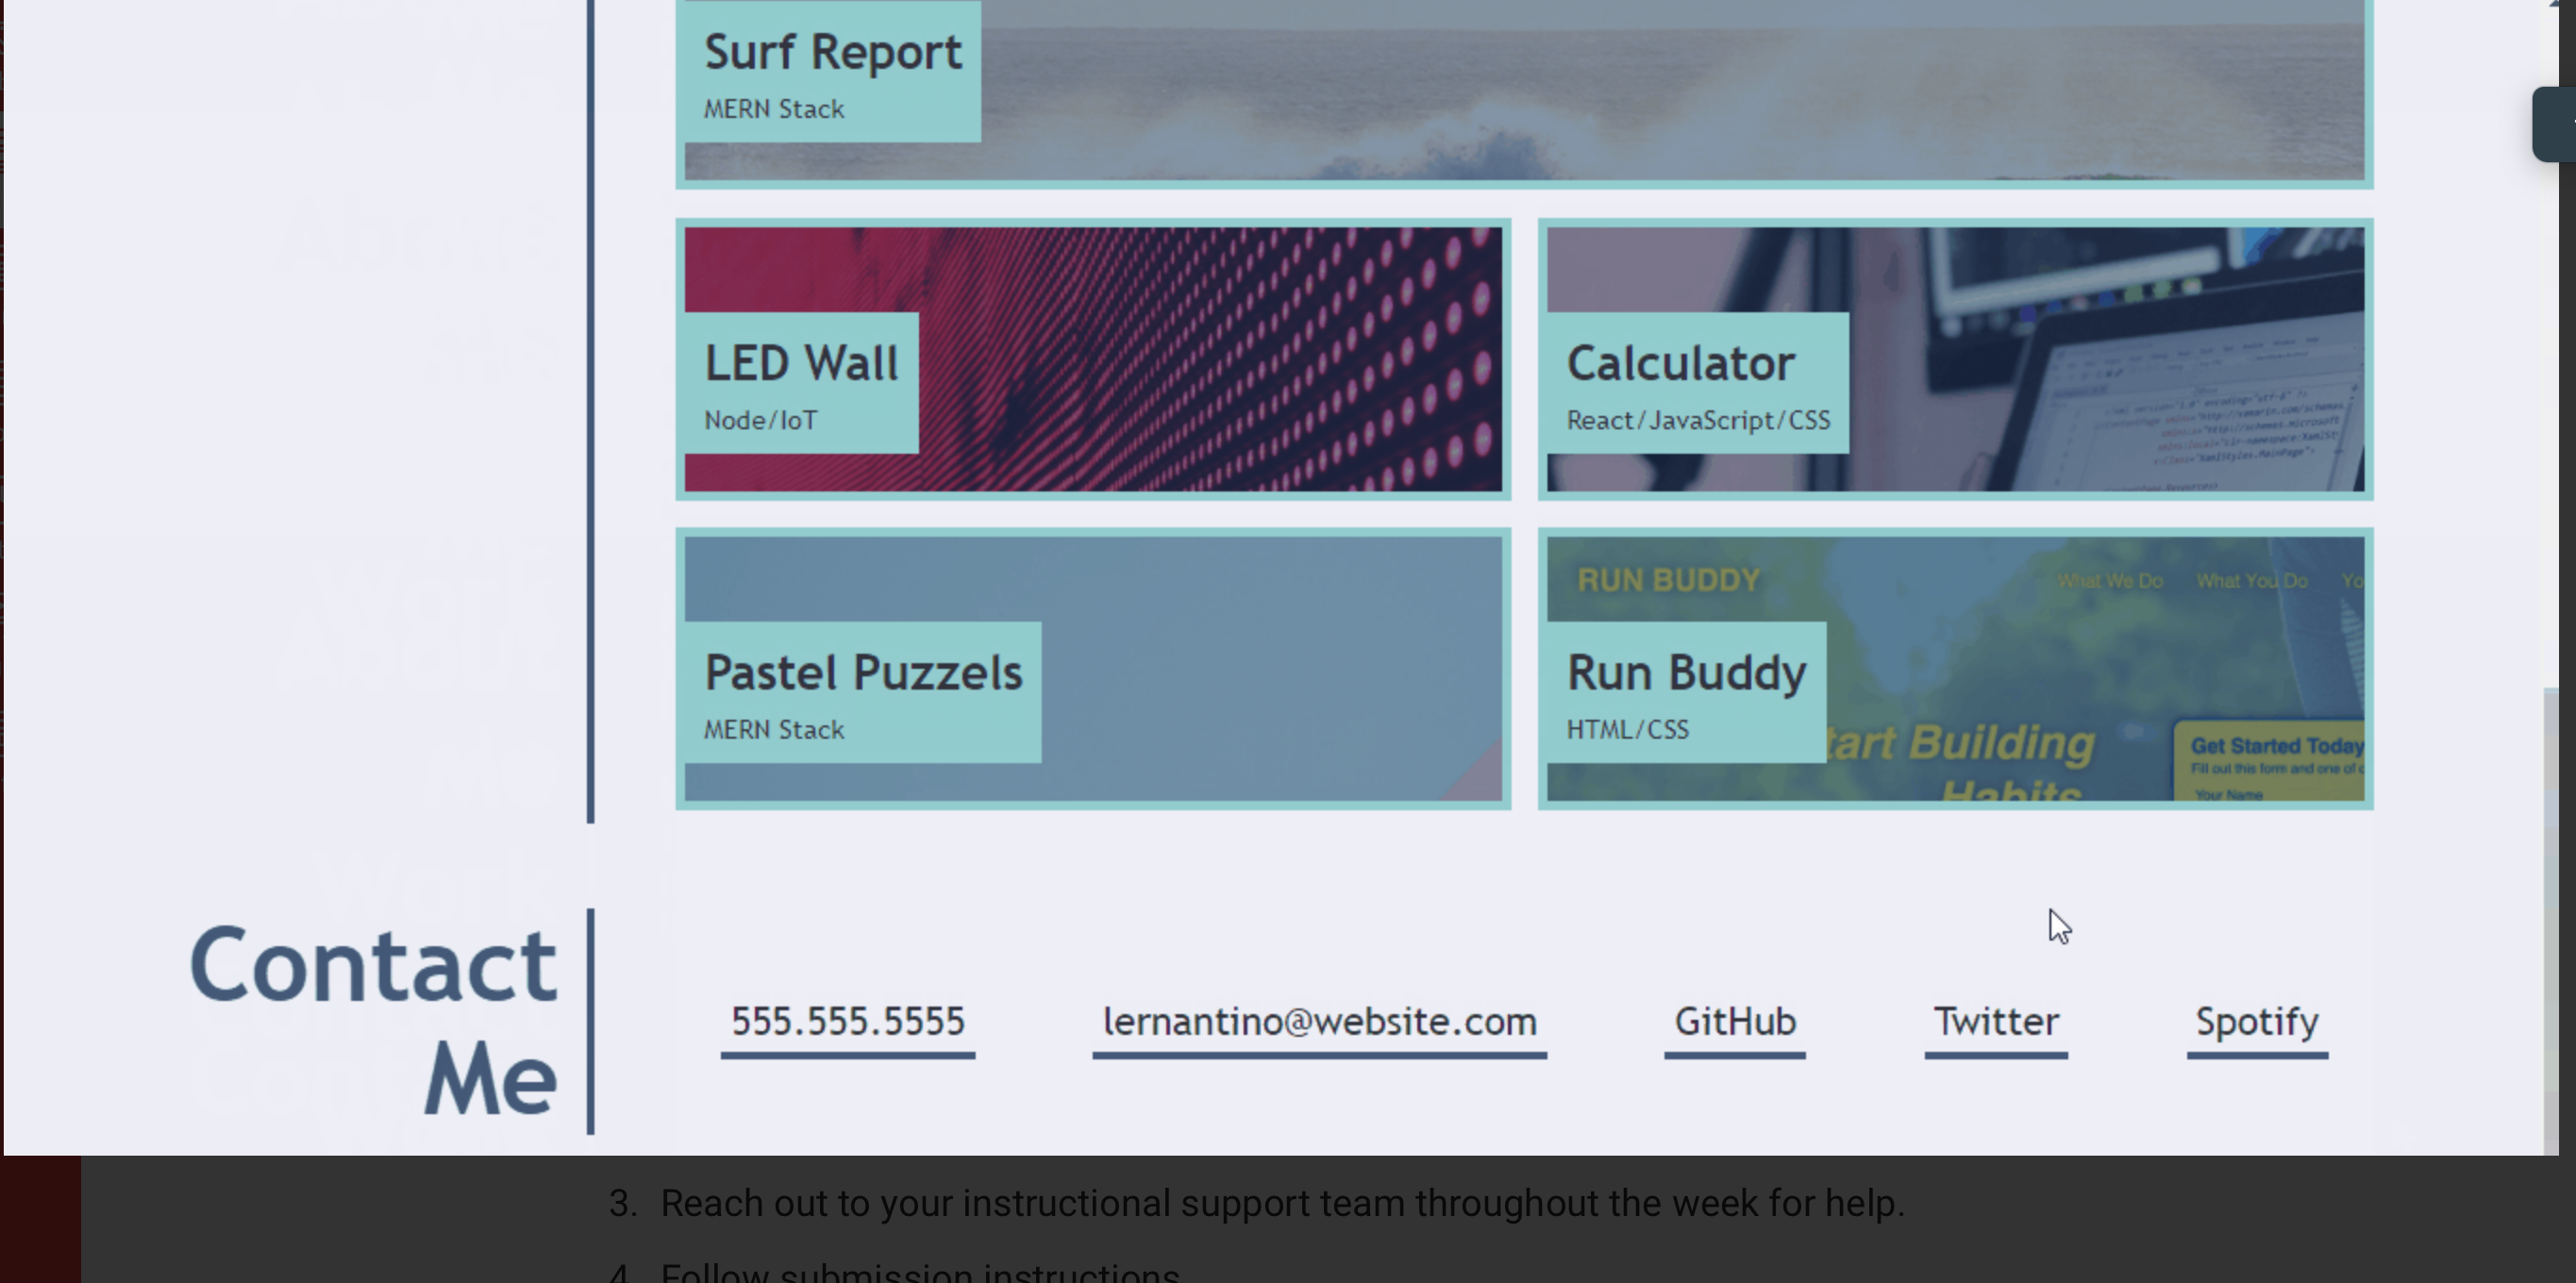 Surf Report
MERN Stack
LED Wall
Node/IoT
Calculator
React/JavaScript/CSS
Pastel Puzzels
MERN Stack
RUN BUDDY
What We Do What You Do Yo
Run Buddy
HTML/CSS
tart Building
Habits
Get Started Today
Fill out this form and one of
Your Name
Contact
Me
555.555.5555
lernantino@website.com
GitHub
Twitter
Spotify
3. Reach out to your instructional support team throughout the week for help.
4. Follow submission instructions